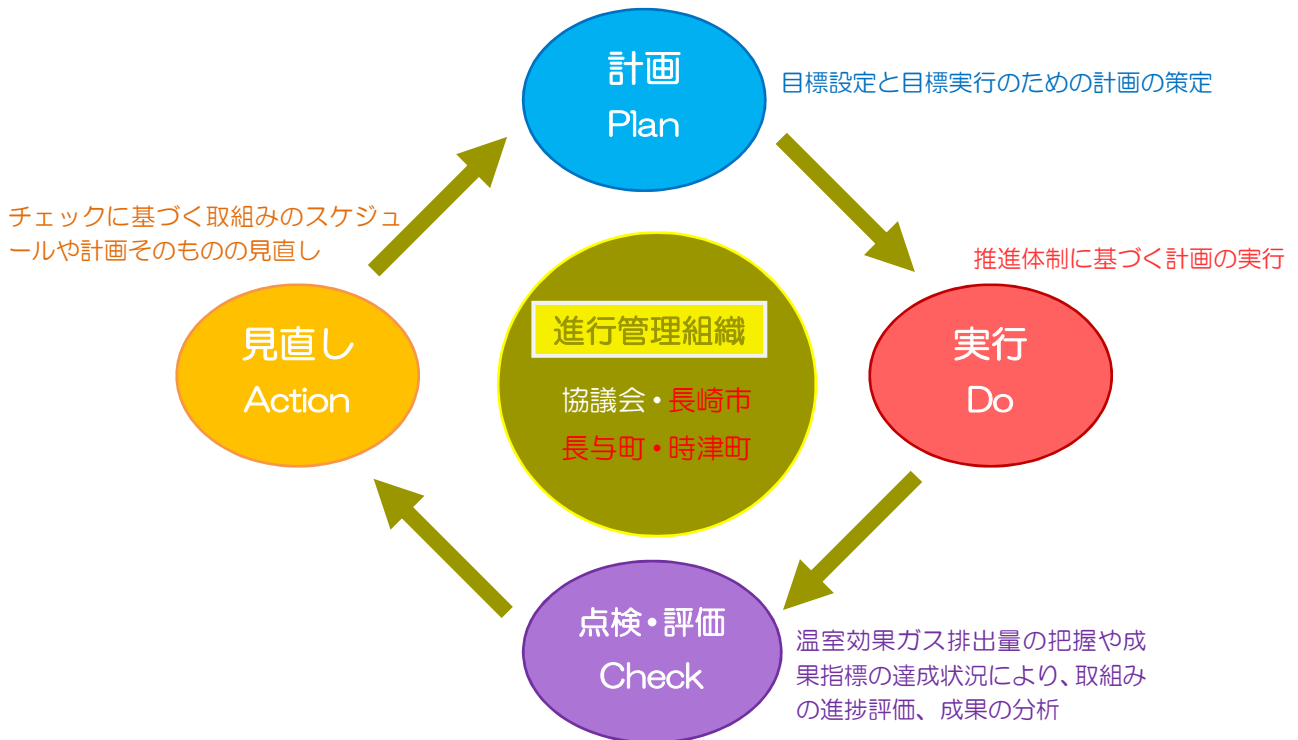 計画
Plan
目標設定と目標実行のための計画の策定
チェックに基づく取組みのスケジュ
ールや計画そのものの見直し
推進体制に基づく計画の実行
進行管理組織
協議会・長崎市
長与町・時津町
見直し
Action
実行
Do
点検・評価
Check
温室効果ガス排出量の把握や成
果指標の達成状況により、取組み
の進捗評価、成果の分析